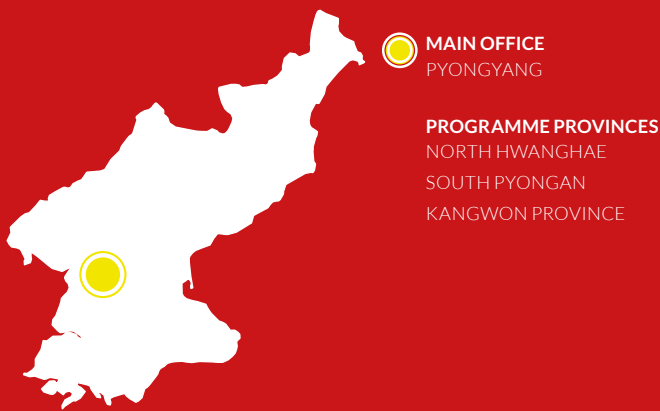 MAIN OFFICE
PYONGYANG
PROGRAMME PROVINCES
NORTH HWANGHAE
SOUTH PYONGAN
KANGWON PROVINCE